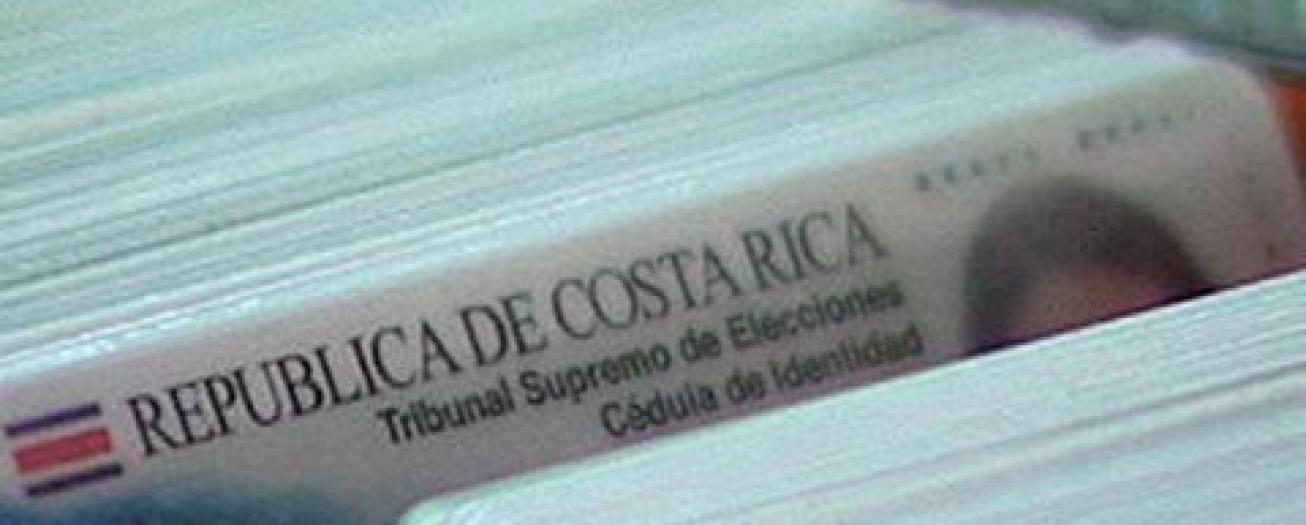 REPUBLICA DE COSTA RICA
Tribunal Supremo de Elecciones
Cédula de Identidad